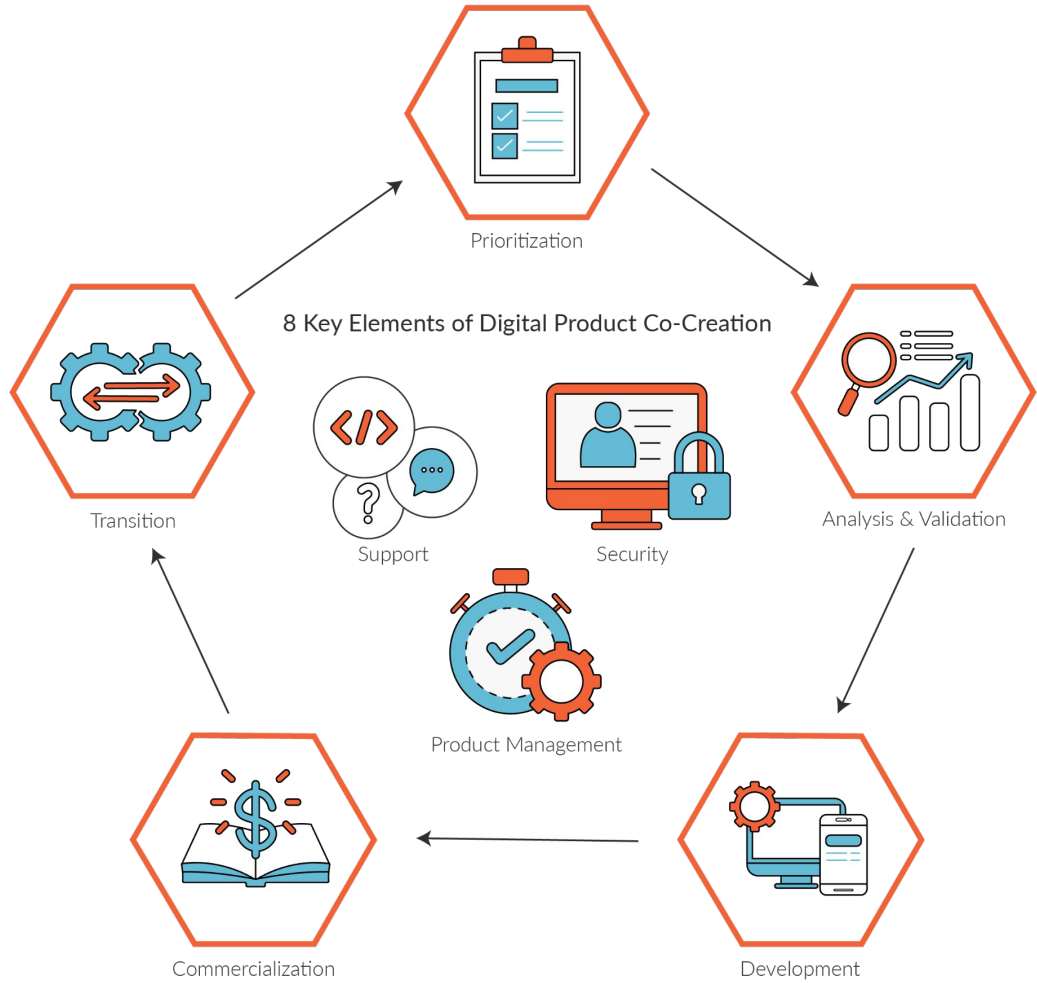 Prioritization
8 Key Elements of Digital Product Co-Creation
Transition
Analysis & Validation
Support
Security
Product Management
Commercialization
Development